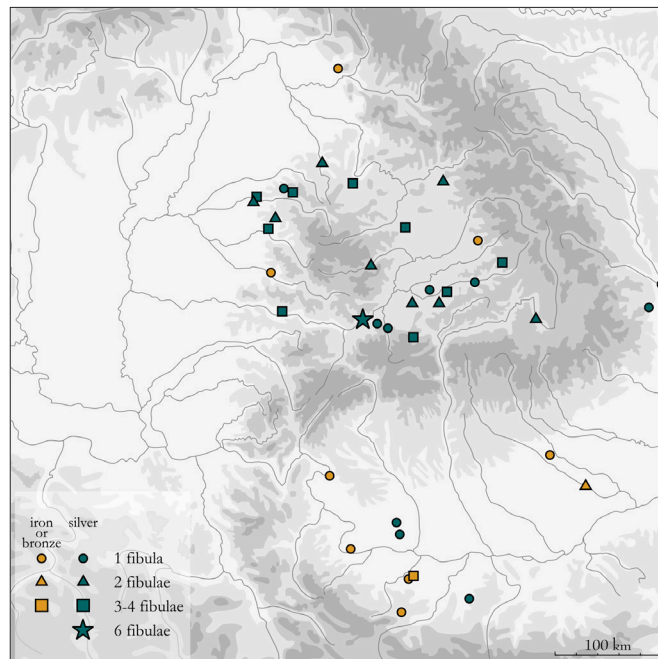 iron or bronze
silver
1 fibula
2 fibulae
3-4 fibulae
6 fibulae
100 km